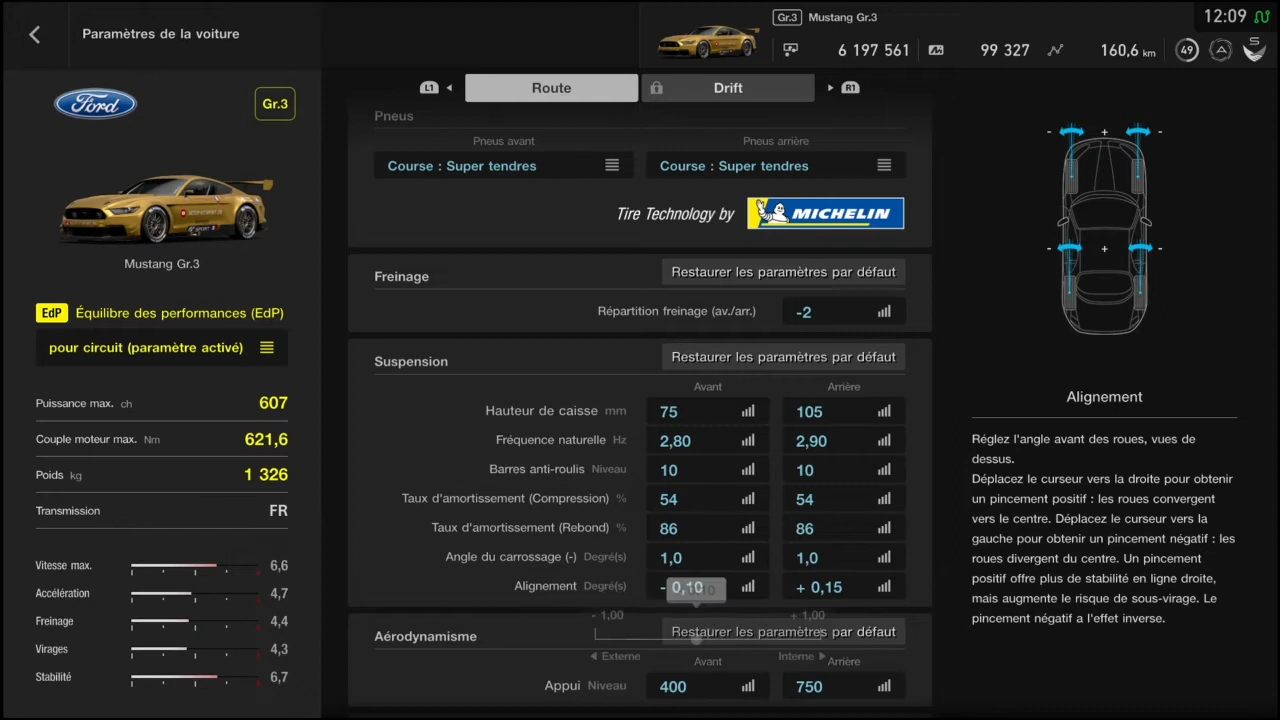 Paramètres de la voiture
Gr.3 Mustang Gr.3
12:09
6 197 561 99 327 160,6 km 49 S
Ford
Gr.3
Mustang Gr.3
EdP Équilibre des performances (EdP)
pour circuit (paramètre activé)
Puissance max. ch 607
Couple moteur max. Nm 621,6
Poids kg 1 326
Transmission FR
Vitesse max. 6,6
Accélération 4,7
Freinage 4,4
Virages 4,3
Stabilité 6,7
L1 Route Drift R1
Pneus
Pneus avant Pneus arrière
Course : Super tendres Course : Super tendres
Tire Technology by MICHELIN
Freinage Restaurer les paramètres par défaut
Répartition freinage (av./arr.) -2
Suspension Restaurer les paramètres par défaut
Avant Arrière
Hauteur de caisse mm 75 105
Fréquence naturelle Hz 2,80 2,90
Barres anti-roulis Niveau 10 10
Taux d'amortissement (Compression) % 54 54
Taux d'amortissement (Rebond) % 86 86
Angle du carrossage (-) Degré(s) 1,0 1,0
Alignement Degré(s) - 0,10 + 0,15
- 1,00 + 1,00
Aérodynamisme Restaurer les paramètres par défaut
Externe Interne
Avant Arrière
Appui Niveau 400 750
- + -
- + -
Alignement
Réglez l'angle avant des roues, vues de
dessus.
Déplacez le curseur vers la droite pour obtenir
un pincement positif : les roues convergent
vers le centre. Déplacez le curseur vers la
gauche pour obtenir un pincement négatif : les
roues divergent du centre. Un pincement
positif offre plus de stabilité en ligne droite,
mais augmente le risque de sous-virage. Le
pincement négatif a l'effet inverse.